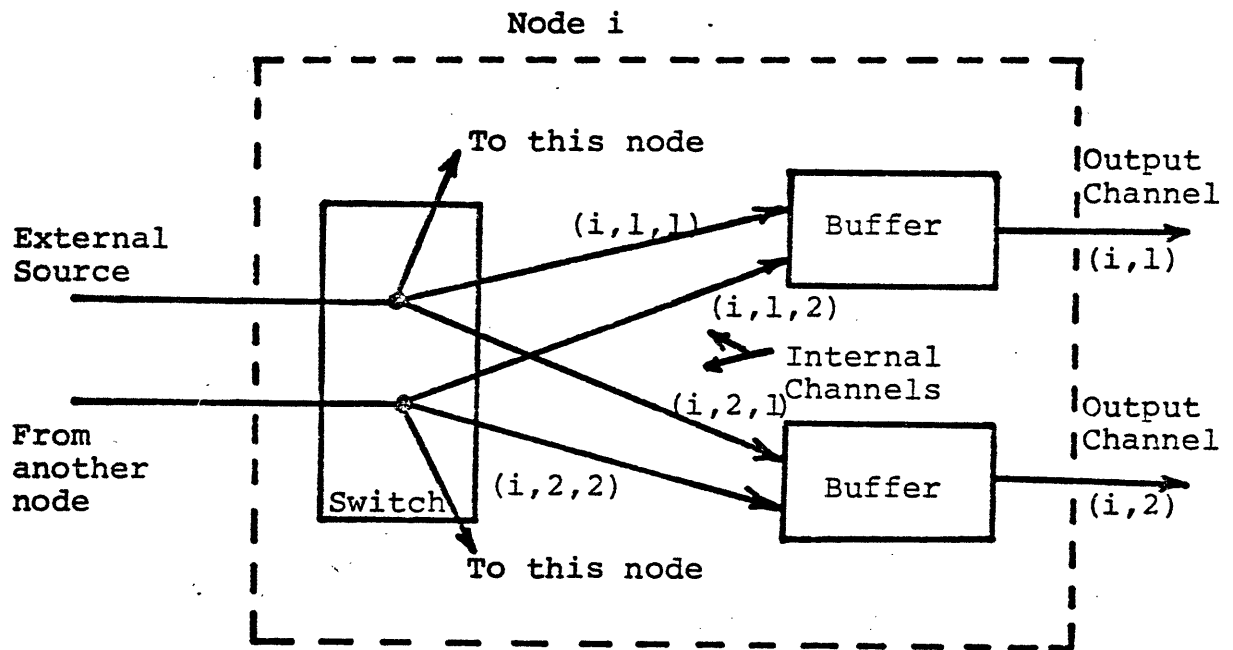 Node i
To this node
Output
Channel
(i,1,1)
Buffer
External
Source
(i,1)
(i,1,2)
Internal
Channels
(i,2,1)
Output
Channel
From
another
node
(i,2,2)
Switch
Buffer
(i,2)
To this node